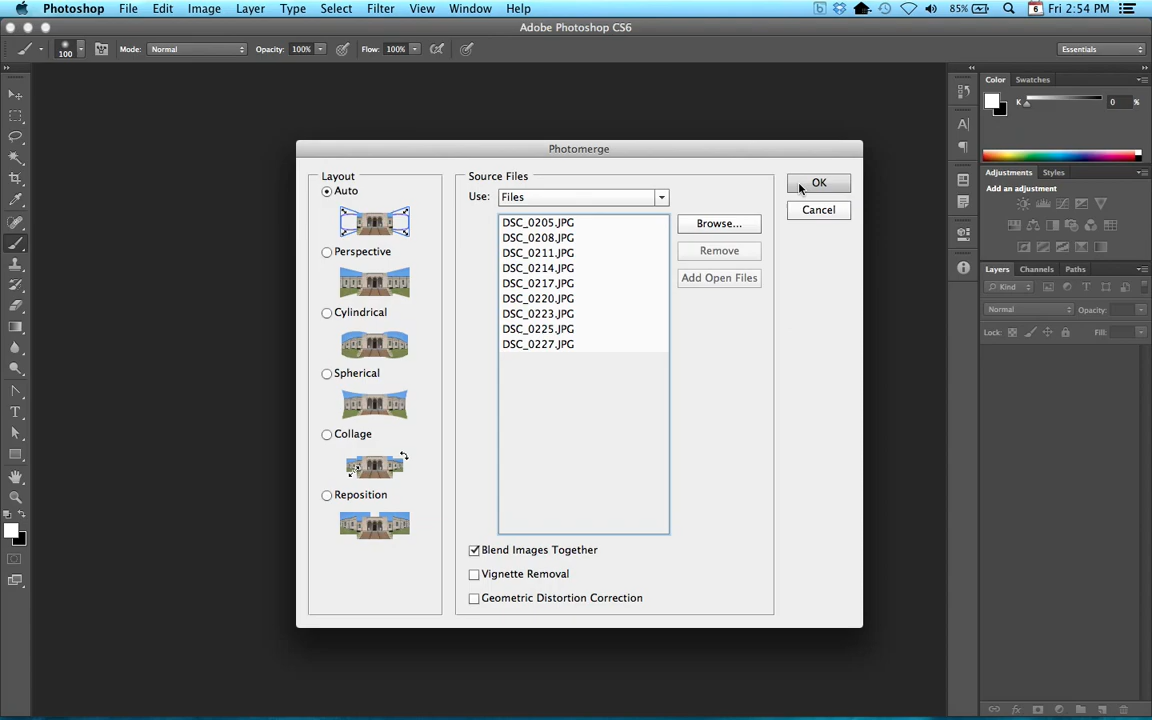 Photoshop File Edit Image Layer Type Select Filter View Window Help 85% 6 Fri 2:54 PM
Adobe Photoshop CS6
100 Mode: Normal Opacity: 100% Flow: 100% Essentials
Photomerge
Layout
Auto
Perspective
Cylindrical
Spherical
Collage
Reposition
Source Files
Use: Files
DSC_0205.JPG
DSC_0208.JPG
DSC_0211.JPG
DSC_0214.JPG
DSC_0217.JPG
DSC_0220.JPG
DSC_0223.JPG
DSC_0225.JPG
DSC_0227.JPG
Browse...
Remove
Add Open Files
Blend Images Together
Vignette Removal
Geometric Distortion Correction
OK
Cancel
Color Swatches
K 0 %
Adjustments Styles
Add an adjustment
Layers Channels Paths
Kind
Normal Opacity:
Lock: Fill: